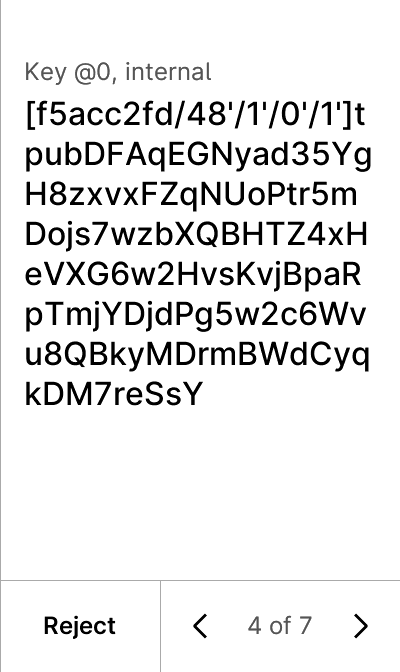 Key @0, internal
[f5acc2fd/48'/1'/0'/1']t
pubDFAqEGNyad35Yg
H8zxvxFZqNUoPtr5m
Dojs7wzbXQBHTZ4xH
eVXG6w2HvsKvjBpaR
pTmjYDjdPg5w2c6Wv
u8QBkyMDrmBWdCyq
kDM7reSsY
Reject
4 of 7